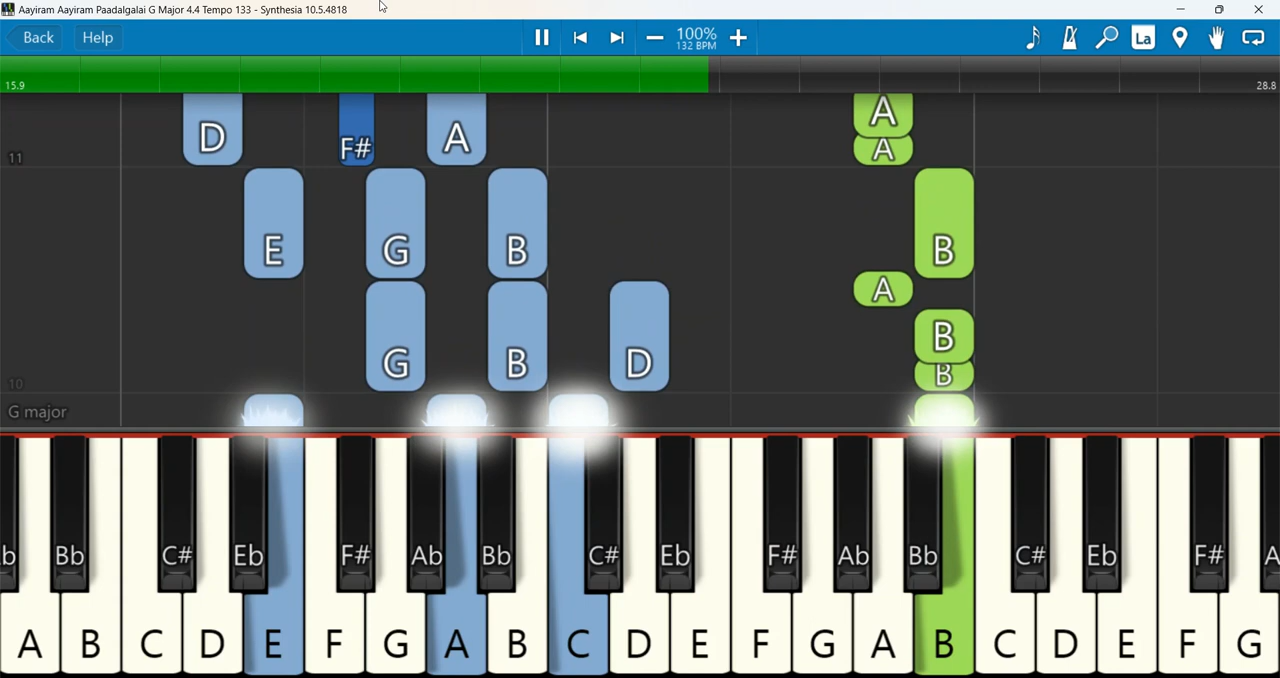 Aayiram Aayiram Paadalgalai G Major 4.4 Tempo 133 - Synthesia 10.5.4818
Back Help 100% La
132 BPM
15.9 28.8
D F# A A
11 A
E G B B
A
G B D B
10 B
G major
b Bb C# Eb F# Ab Bb C# Eb F# Ab Bb C# Eb F# A
A B C D E F G A B C D E F G A B C D E F G